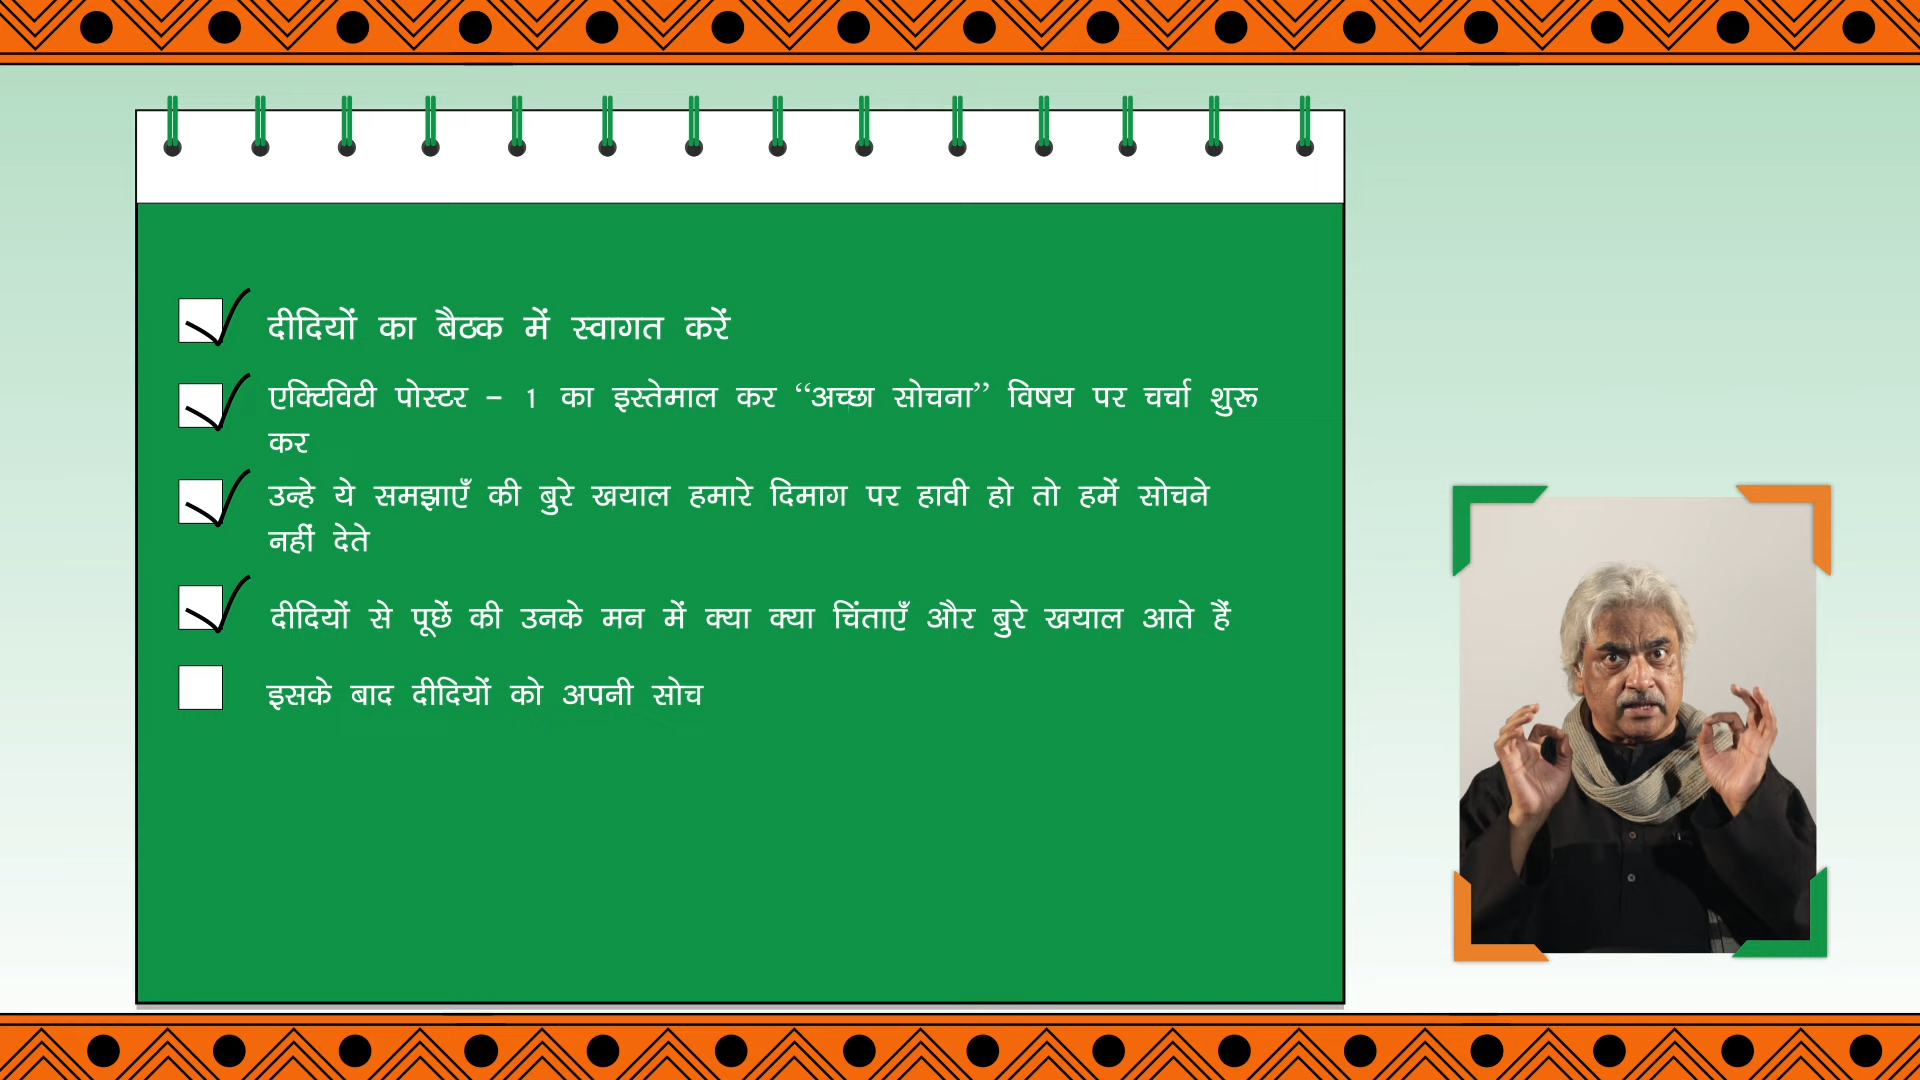 दीदियों का बैठक में स्वागत करें
एक्टिविटी पोस्टर – 1 का इस्तेमाल कर “अच्छा सोचना” विषय पर चर्चा शुरू
कर
उन्हे ये समझाएँ की बुरे खयाल हमारे दिमाग पर हावी हो तो हमें सोचने
नहीं देते
दीदियों से पूछें की उनके मन में क्या क्या चिंताएँ और बुरे खयाल आते हैं
इसके बाद दीदियों को अपनी सोच